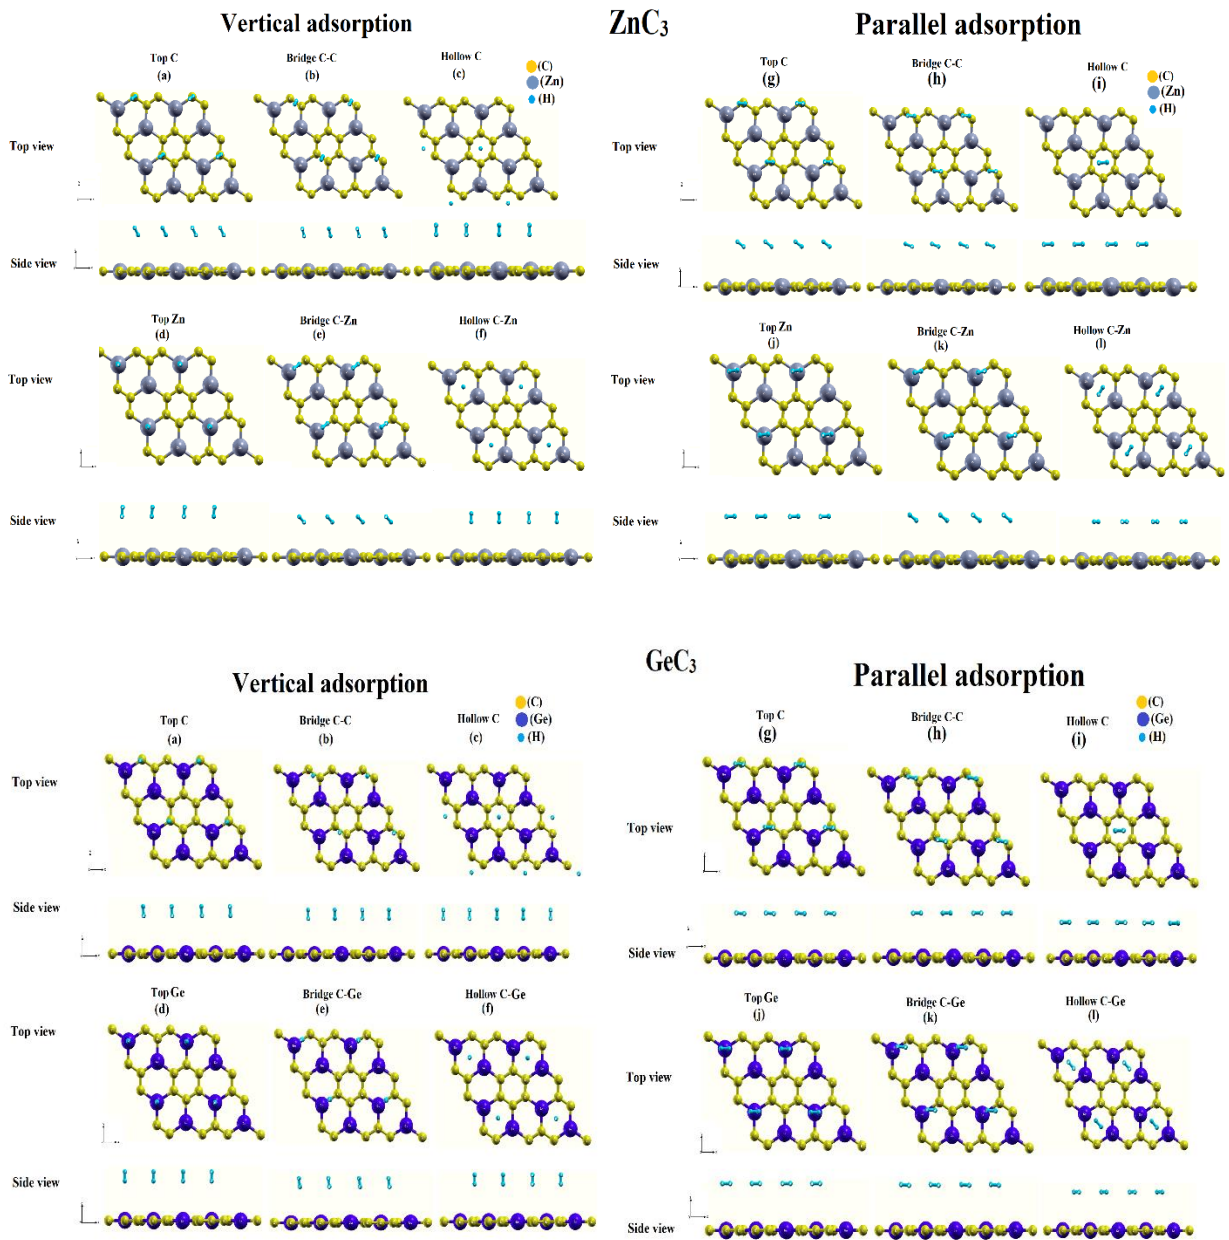 Vertical adsorption
ZnC3
Parallel adsorption
Top C
Bridge C-C
Hollow C
(a)
(b)
(c)
(C)
(Zn)
(H)
Top view
Side view
Top Zn
Bridge C-Zn
Hollow C-Zn
(d)
(e)
(f)
Top view
Side view
Top C
Bridge C-C
Hollow C
(g)
(h)
(i)
(C)
(Zn)
(H)
Top view
Side view
Top Zn
Bridge C-Zn
Hollow C-Zn
(j)
(k)
(l)
Top view
Side view
GeC3
Vertical adsorption
Parallel adsorption
Top C
Bridge C-C
Hollow C
(a)
(b)
(c)
(C)
(Ge)
(H)
Top view
Side view
Top Ge
Bridge C-Ge
Hollow C-Ge
(d)
(e)
(f)
Top view
Side view
Top C
Bridge C-C
Hollow C
(g)
(h)
(i)
(C)
(Ge)
(H)
Top view
Side view
Top Ge
Bridge C-Ge
Hollow C-Ge
(j)
(k)
(l)
Top view
Side view